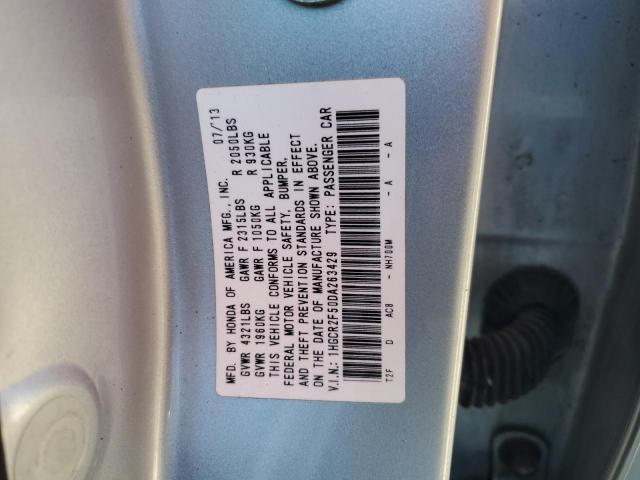 MFD. BY HONDA OF AMERICA MFG., INC. 07/'13
GVWR 4321LBS GAWR F 2315LBS R 2050LBS
GVWR 1960KG GAWR F 1050KG R 930KG
THIS VEHICLE CONFORMS TO ALL APPLICABLE
FEDERAL MOTOR VEHICLE SAFETY, BUMPER,
AND THEFT PREVENTION STANDARDS IN EFFECT
ON THE DATE OF MANUFACTURE SHOWN ABOVE.
V.I.N.: 1HGCR2F50DA263429 TYPE: PASSENGER CAR
T2F D AC8 - NH700M - A - A